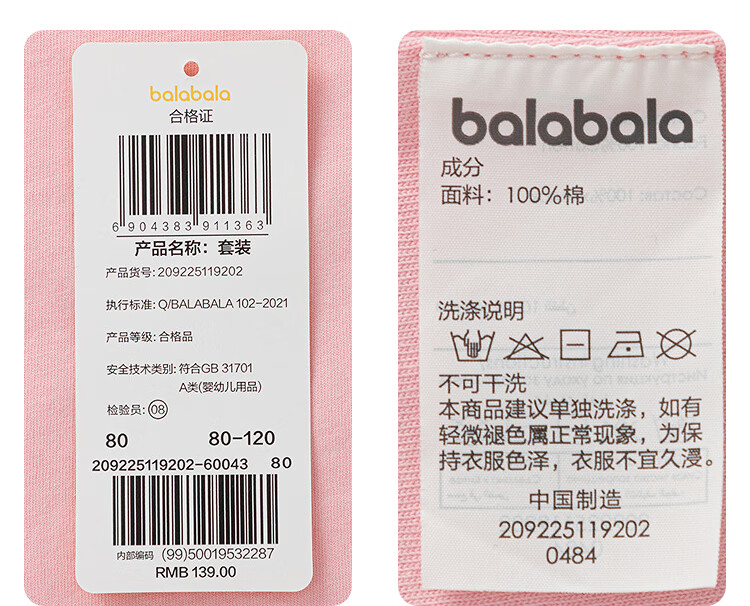 balabala
合格证
6 904383 911363
产品名称：套装
产品货号：209225119202
执行标准：Q/BALABALA 102-2021
产品等级：合格品
安全技术类别：符合GB 31701
A类(婴幼儿用品)
检验员：08
80 80-120
209225119202-60043 80
内部编码 (99)50019532287
RMB 139.00
balabala
成分
面料：100%棉
洗涤说明
不可干洗
本商品建议单独洗涤，如有
轻微褪色属正常现象，为保
持衣服色泽，衣服不宜久浸。
中国制造
209225119202
0484